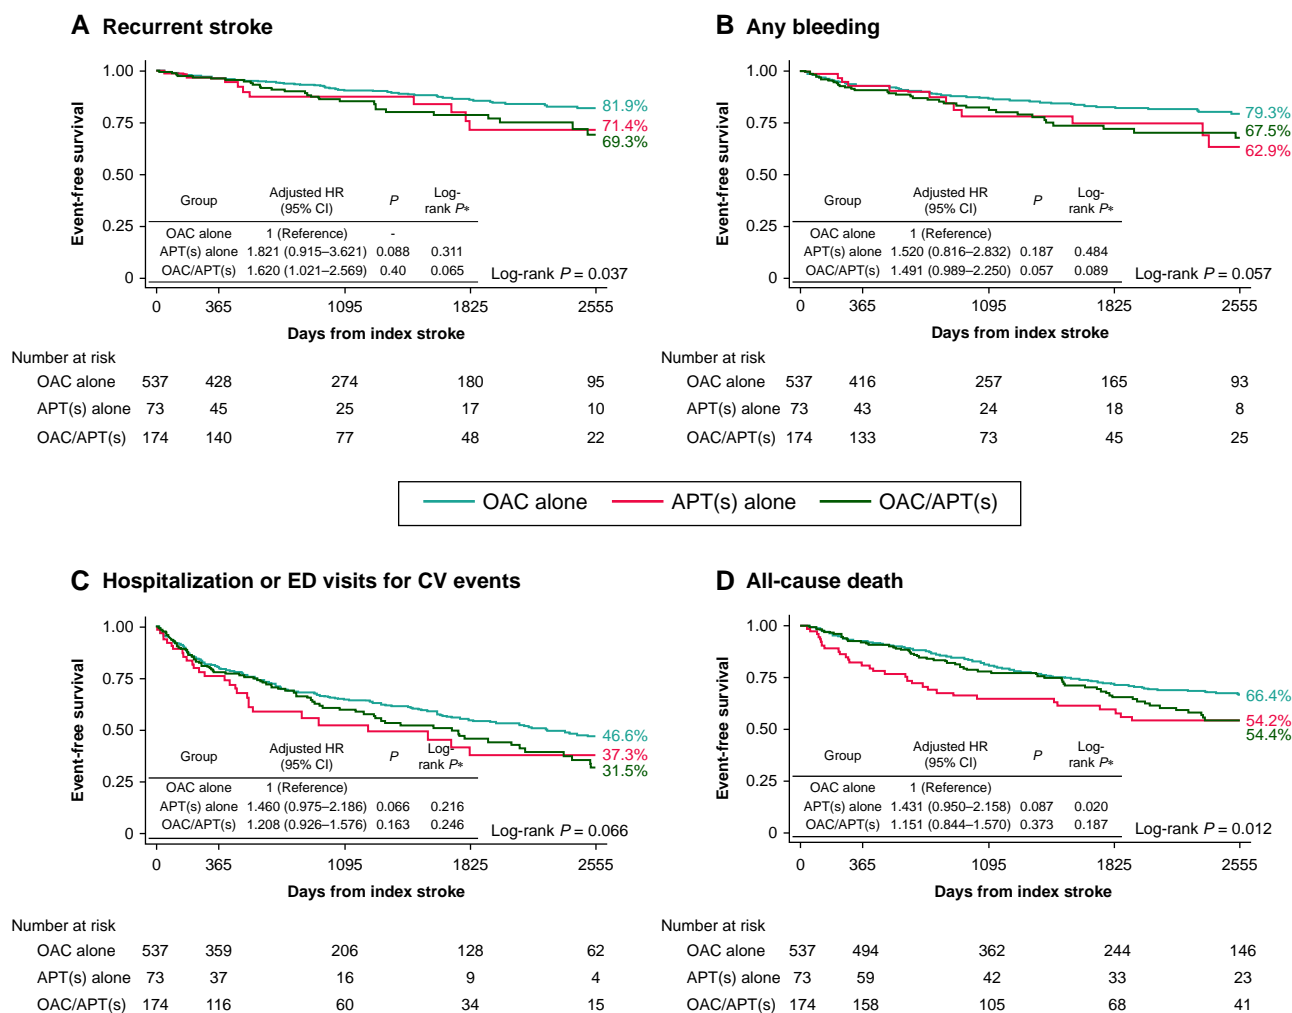 A Recurrent stroke
Event-free survival
1.00
0.75
0.50
0.25
0
81.9%
71.4%
69.3%
Group Adjusted HR (95% CI) P Log-rank P*
OAC alone 1 (Reference) -
APT(s) alone 1.821 (0.915–3.621) 0.088 0.311
OAC/APT(s) 1.620 (1.021–2.569) 0.40 0.065
Log-rank P = 0.037
0 365 1095 1825 2555
Days from index stroke
Number at risk
OAC alone 537 428 274 180 95
APT(s) alone 73 45 25 17 10
OAC/APT(s) 174 140 77 48 22
B Any bleeding
Event-free survival
1.00
0.75
0.50
0.25
0
79.3%
67.5%
62.9%
Group Adjusted HR (95% CI) P Log-rank P*
OAC alone 1 (Reference)
APT(s) alone 1.520 (0.816–2.832) 0.187 0.484
OAC/APT(s) 1.491 (0.989–2.250) 0.057 0.089
Log-rank P = 0.057
0 365 1095 1825 2555
Days from index stroke
Number at risk
OAC alone 537 416 257 165 93
APT(s) alone 73 43 24 18 8
OAC/APT(s) 174 133 73 45 25
OAC alone APT(s) alone OAC/APT(s)
C Hospitalization or ED visits for CV events
Event-free survival
1.00
0.75
0.50
0.25
0
46.6%
37.3%
31.5%
Group Adjusted HR (95% CI) P Log-rank P*
OAC alone 1 (Reference)
APT(s) alone 1.460 (0.975–2.186) 0.066 0.216
OAC/APT(s) 1.208 (0.926–1.576) 0.163 0.246
Log-rank P = 0.066
0 365 1095 1825 2555
Days from index stroke
Number at risk
OAC alone 537 359 206 128 62
APT(s) alone 73 37 16 9 4
OAC/APT(s) 174 116 60 34 15
D All-cause death
Event-free survival
1.00
0.75
0.50
0.25
0
66.4%
54.2%
54.4%
Group Adjusted HR (95% CI) P Log-rank P*
OAC alone 1 (Reference)
APT(s) alone 1.431 (0.950–2.158) 0.087 0.020
OAC/APT(s) 1.151 (0.844–1.570) 0.373 0.187
Log-rank P = 0.012
0 365 1095 1825 2555
Days from index stroke
Number at risk
OAC alone 537 494 362 244 146
APT(s) alone 73 59 42 33 23
OAC/APT(s) 174 158 105 68 41